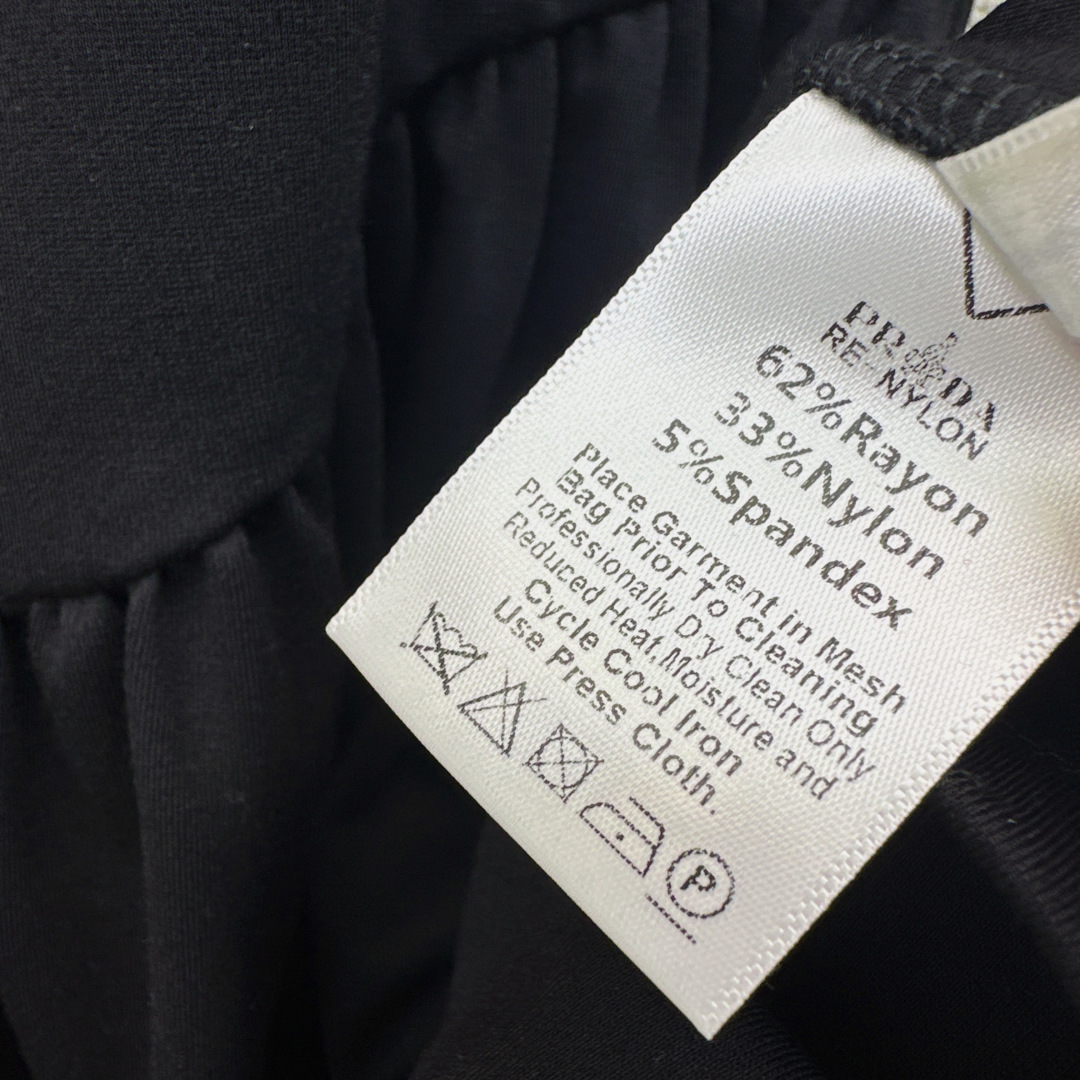 PRADA
RE-NYLON
62%Rayon
33%Nylon
5%Spandex
Place Garment in Mesh
Bag Prior To Cleaning
Professionally Dry Clean Only
Reduced Heat,Moisture and
Cycle Cool Iron
Use Press Cloth.
P